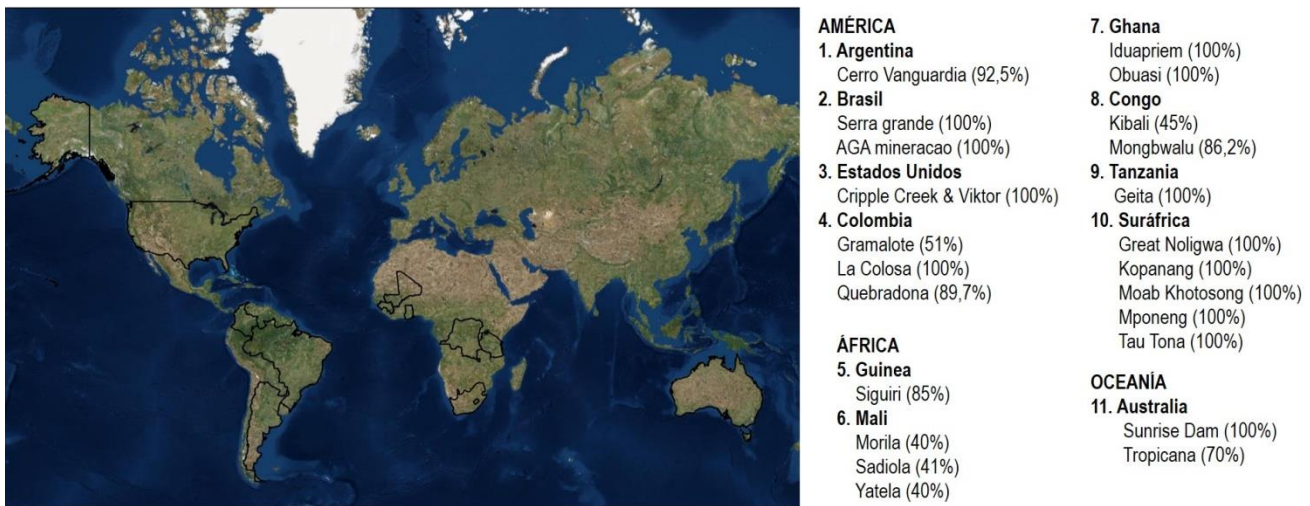 AMÉRICA
1. Argentina
Cerro Vanguardia (92,5%)
2. Brasil
Serra grande (100%)
AGA mineracao (100%)
3. Estados Unidos
Cripple Creek & Viktor (100%)
4. Colombia
Gramalote (51%)
La Colosa (100%)
Quebradona (89,7%)
ÁFRICA
5. Guinea
Siguiri (85%)
6. Mali
Morila (40%)
Sadiola (41%)
Yatela (40%)
7. Ghana
Iduapriem (100%)
Obuasi (100%)
8. Congo
Kibali (45%)
Mongbwalu (86,2%)
9. Tanzania
Geita (100%)
10. Suráfrica
Great Noligwa (100%)
Kopanang (100%)
Moab Khotosong (100%)
Mponeng (100%)
Tau Tona (100%)
OCEANÍA
11. Australia
Sunrise Dam (100%)
Tropicana (70%)